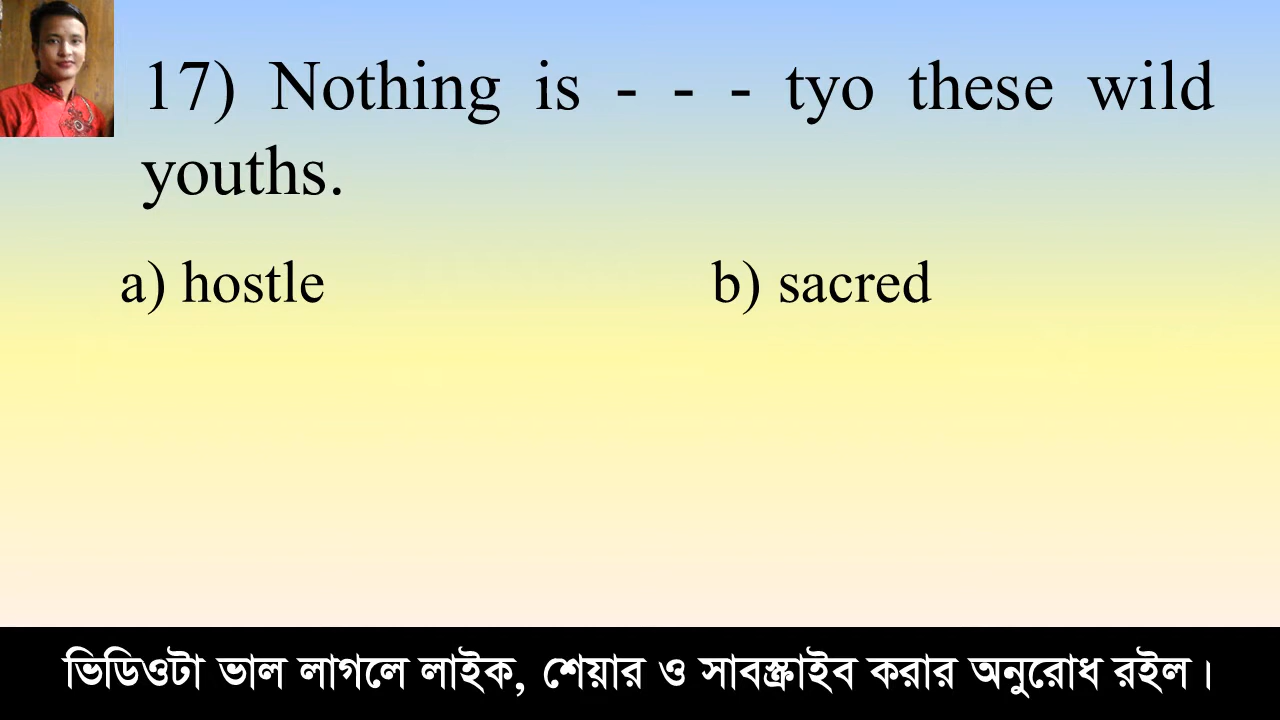 17) Nothing is - - - tyo these wild
youths.
a) hostle b) sacred
ভিডিওটা ভাল লাগলে লাইক, শেয়ার ও সাবস্ক্রাইব করার অনুরোধ রইল।